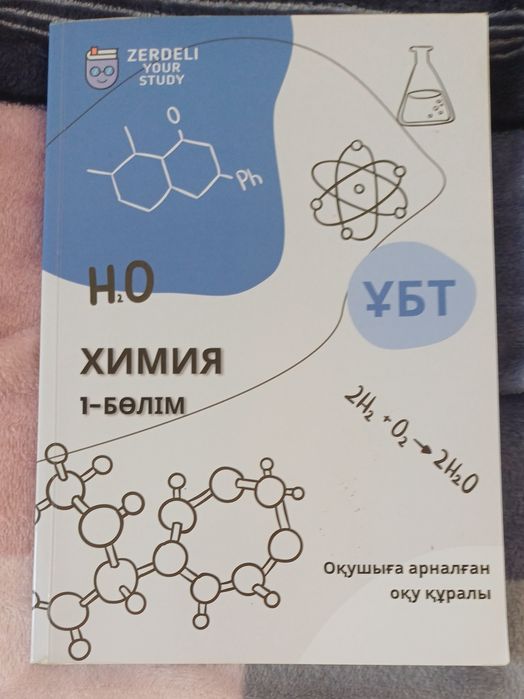 ZERDELI
YOUR
STUDY
O
Ph
H₂O
ҰБТ
ХИМИЯ
1-БӨЛІМ
2H₂ + O₂ → 2H₂O
Оқушыға арналған
оқу құралы